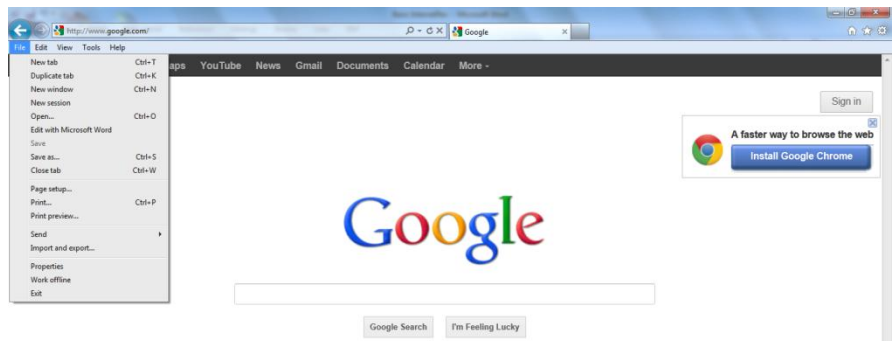 http://www.google.com/
Google
File Edit View Tools Help
New tab Ctrl+T
Duplicate tab Ctrl+K
New window Ctrl+N
New session
Open... Ctrl+O
Edit with Microsoft Word
Save
Save as... Ctrl+S
Close tab Ctrl+W
Page setup...
Print... Ctrl+P
Print preview...
Send
Import and export...
Properties
Work offline
Exit
aps YouTube News Gmail Documents Calendar More
Sign in
A faster way to browse the web
Install Google Chrome
Google
Google Search I'm Feeling Lucky